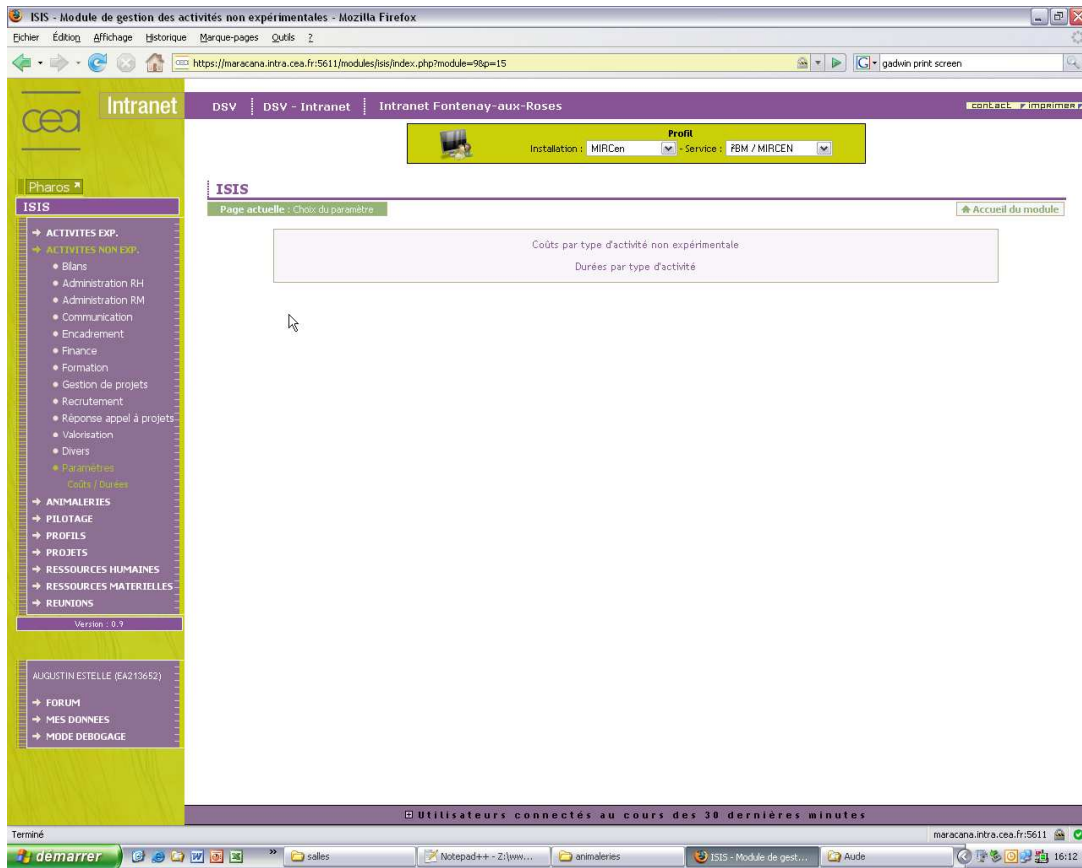 ISIS - Module de gestion des activités non expérimentales - Mozilla Firefox
Fichier Édition Affichage Historique Marque-pages Outils ?
https://maracana.intra.cea.fr:5611/modules/isis/index.php?module=9&p=15
gadwin print screen
cea Intranet
DSV DSV - Intranet Intranet Fontenay-aux-Roses
contact imprimer
Profil
Installation : MIRCen - Service : / MIRCEN
Pharos
ISIS
ISIS
Page actuelle : Choix du paramètre
Accueil du module
ACTIVITES EXP.
ACTIVITES NON EXP.
Bilans
Administration RH
Administration RM
Communication
Encadrement
Finance
Formation
Gestion de projets
Recrutement
Réponse appel à projets
Valorisation
Divers
Paramètres
Coûts / Durées
ANIMALERIES
PILOTAGE
PROFILS
PROJETS
RESSOURCES HUMAINES
RESSOURCES MATERIELLES
REUNIONS
Version : 0.9
Coûts par type d'activité non expérimentale
Durées par type d'activité
AUGUSTIN ESTELLE (EA213652)
FORUM
MES DONNEES
MODE DEBOGAGE
Utilisateurs connectés au cours des 30 dernières minutes
Terminé
maracana.intra.cea.fr:5611
démarrer
salles
Notepad++ - Z:\ww...
animaleries
ISIS - Module de gest...
Aude
16:12